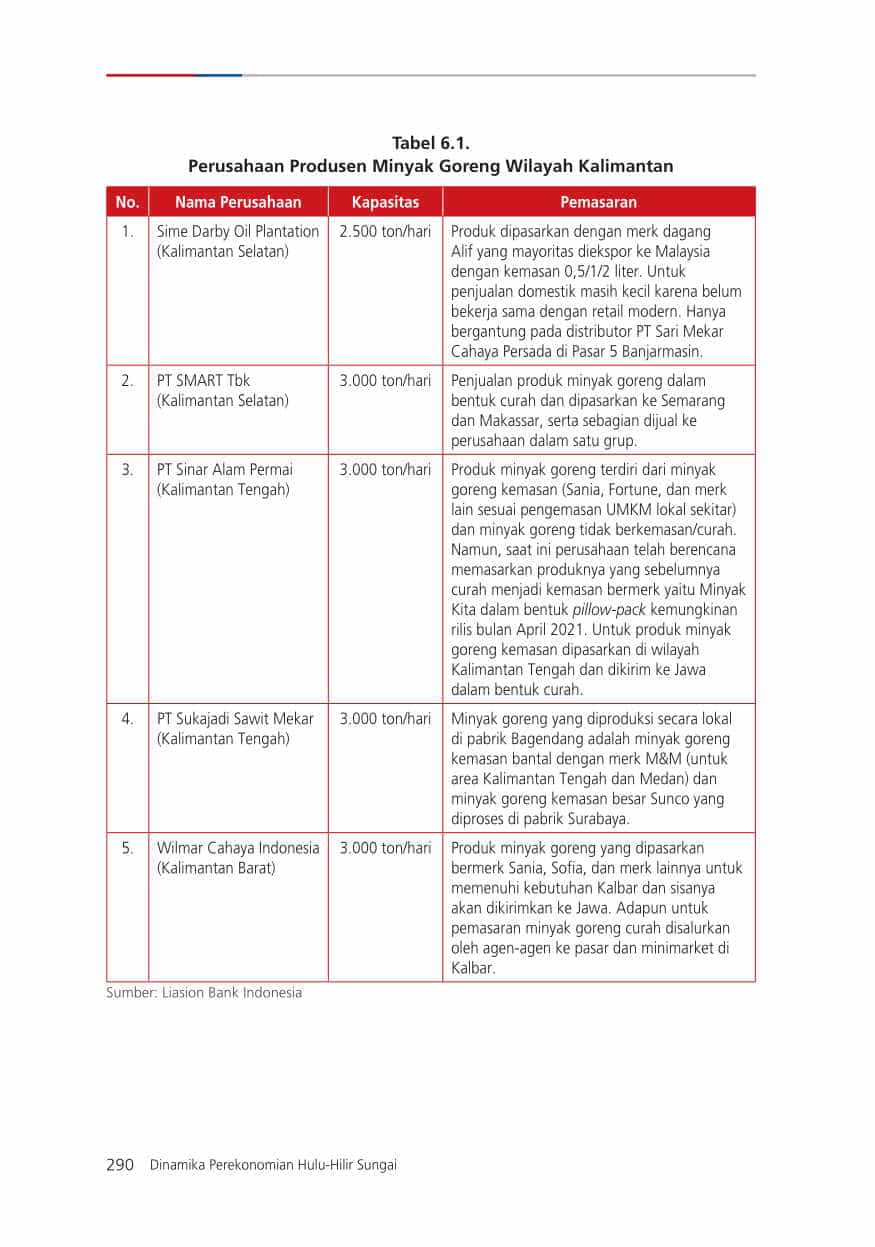 Tabel 6.1.
Perusahaan Produsen Minyak Goreng Wilayah Kalimantan
No. Nama Perusahaan Kapasitas Pemasaran
1. Sime Darby Oil Plantation 2.500 ton/hari Produk dipasarkan dengan merk dagang
(Kalimantan Selatan) Alif yang mayoritas diekspor ke Malaysia
dengan kemasan 0,5/1/2 liter. Untuk
penjualan domestik masih kecil karena belum
bekerja sama dengan retail modern. Hanya
bergantung pada distributor PT Sari Mekar
Cahaya Persada di Pasar 5 Banjarmasin.
2. PT SMART Tbk 3.000 ton/hari Penjualan produk minyak goreng dalam
(Kalimantan Selatan) bentuk curah dan dipasarkan ke Semarang
dan Makassar, serta sebagian dijual ke
perusahaan dalam satu grup.
3. PT Sinar Alam Permai 3.000 ton/hari Produk minyak goreng terdiri dari minyak
(Kalimantan Tengah) goreng kemasan (Sania, Fortune, dan merk
lain sesuai pengemasan UMKM lokal sekitar)
dan minyak goreng tidak berkemasan/curah.
Namun, saat ini perusahaan telah berencana
memasarkan produknya yang sebelumnya
curah menjadi kemasan bermerk yaitu Minyak
Kita dalam bentuk pillow-pack kemungkinan
rilis bulan April 2021. Untuk produk minyak
goreng kemasan dipasarkan di wilayah
Kalimantan Tengah dan dikirim ke Jawa
dalam bentuk curah.
4. PT Sukajadi Sawit Mekar 3.000 ton/hari Minyak goreng yang diproduksi secara lokal
(Kalimantan Tengah) di pabrik Bagendang adalah minyak goreng
kemasan bantal dengan merk M&M (untuk
area Kalimantan Tengah dan Medan) dan
minyak goreng kemasan besar Sunco yang
diproses di pabrik Surabaya.
5. Wilmar Cahaya Indonesia 3.000 ton/hari Produk minyak goreng yang dipasarkan
(Kalimantan Barat) bermerk Sania, Sofia, dan merk lainnya untuk
memenuhi kebutuhan Kalbar dan sisanya
akan dikirimkan ke Jawa. Adapun untuk
pemasaran minyak goreng curah disalurkan
oleh agen-agen ke pasar dan minimarket di
Kalbar.
Sumber: Liasion Bank Indonesia
290 Dinamika Perekonomian Hulu-Hilir Sungai